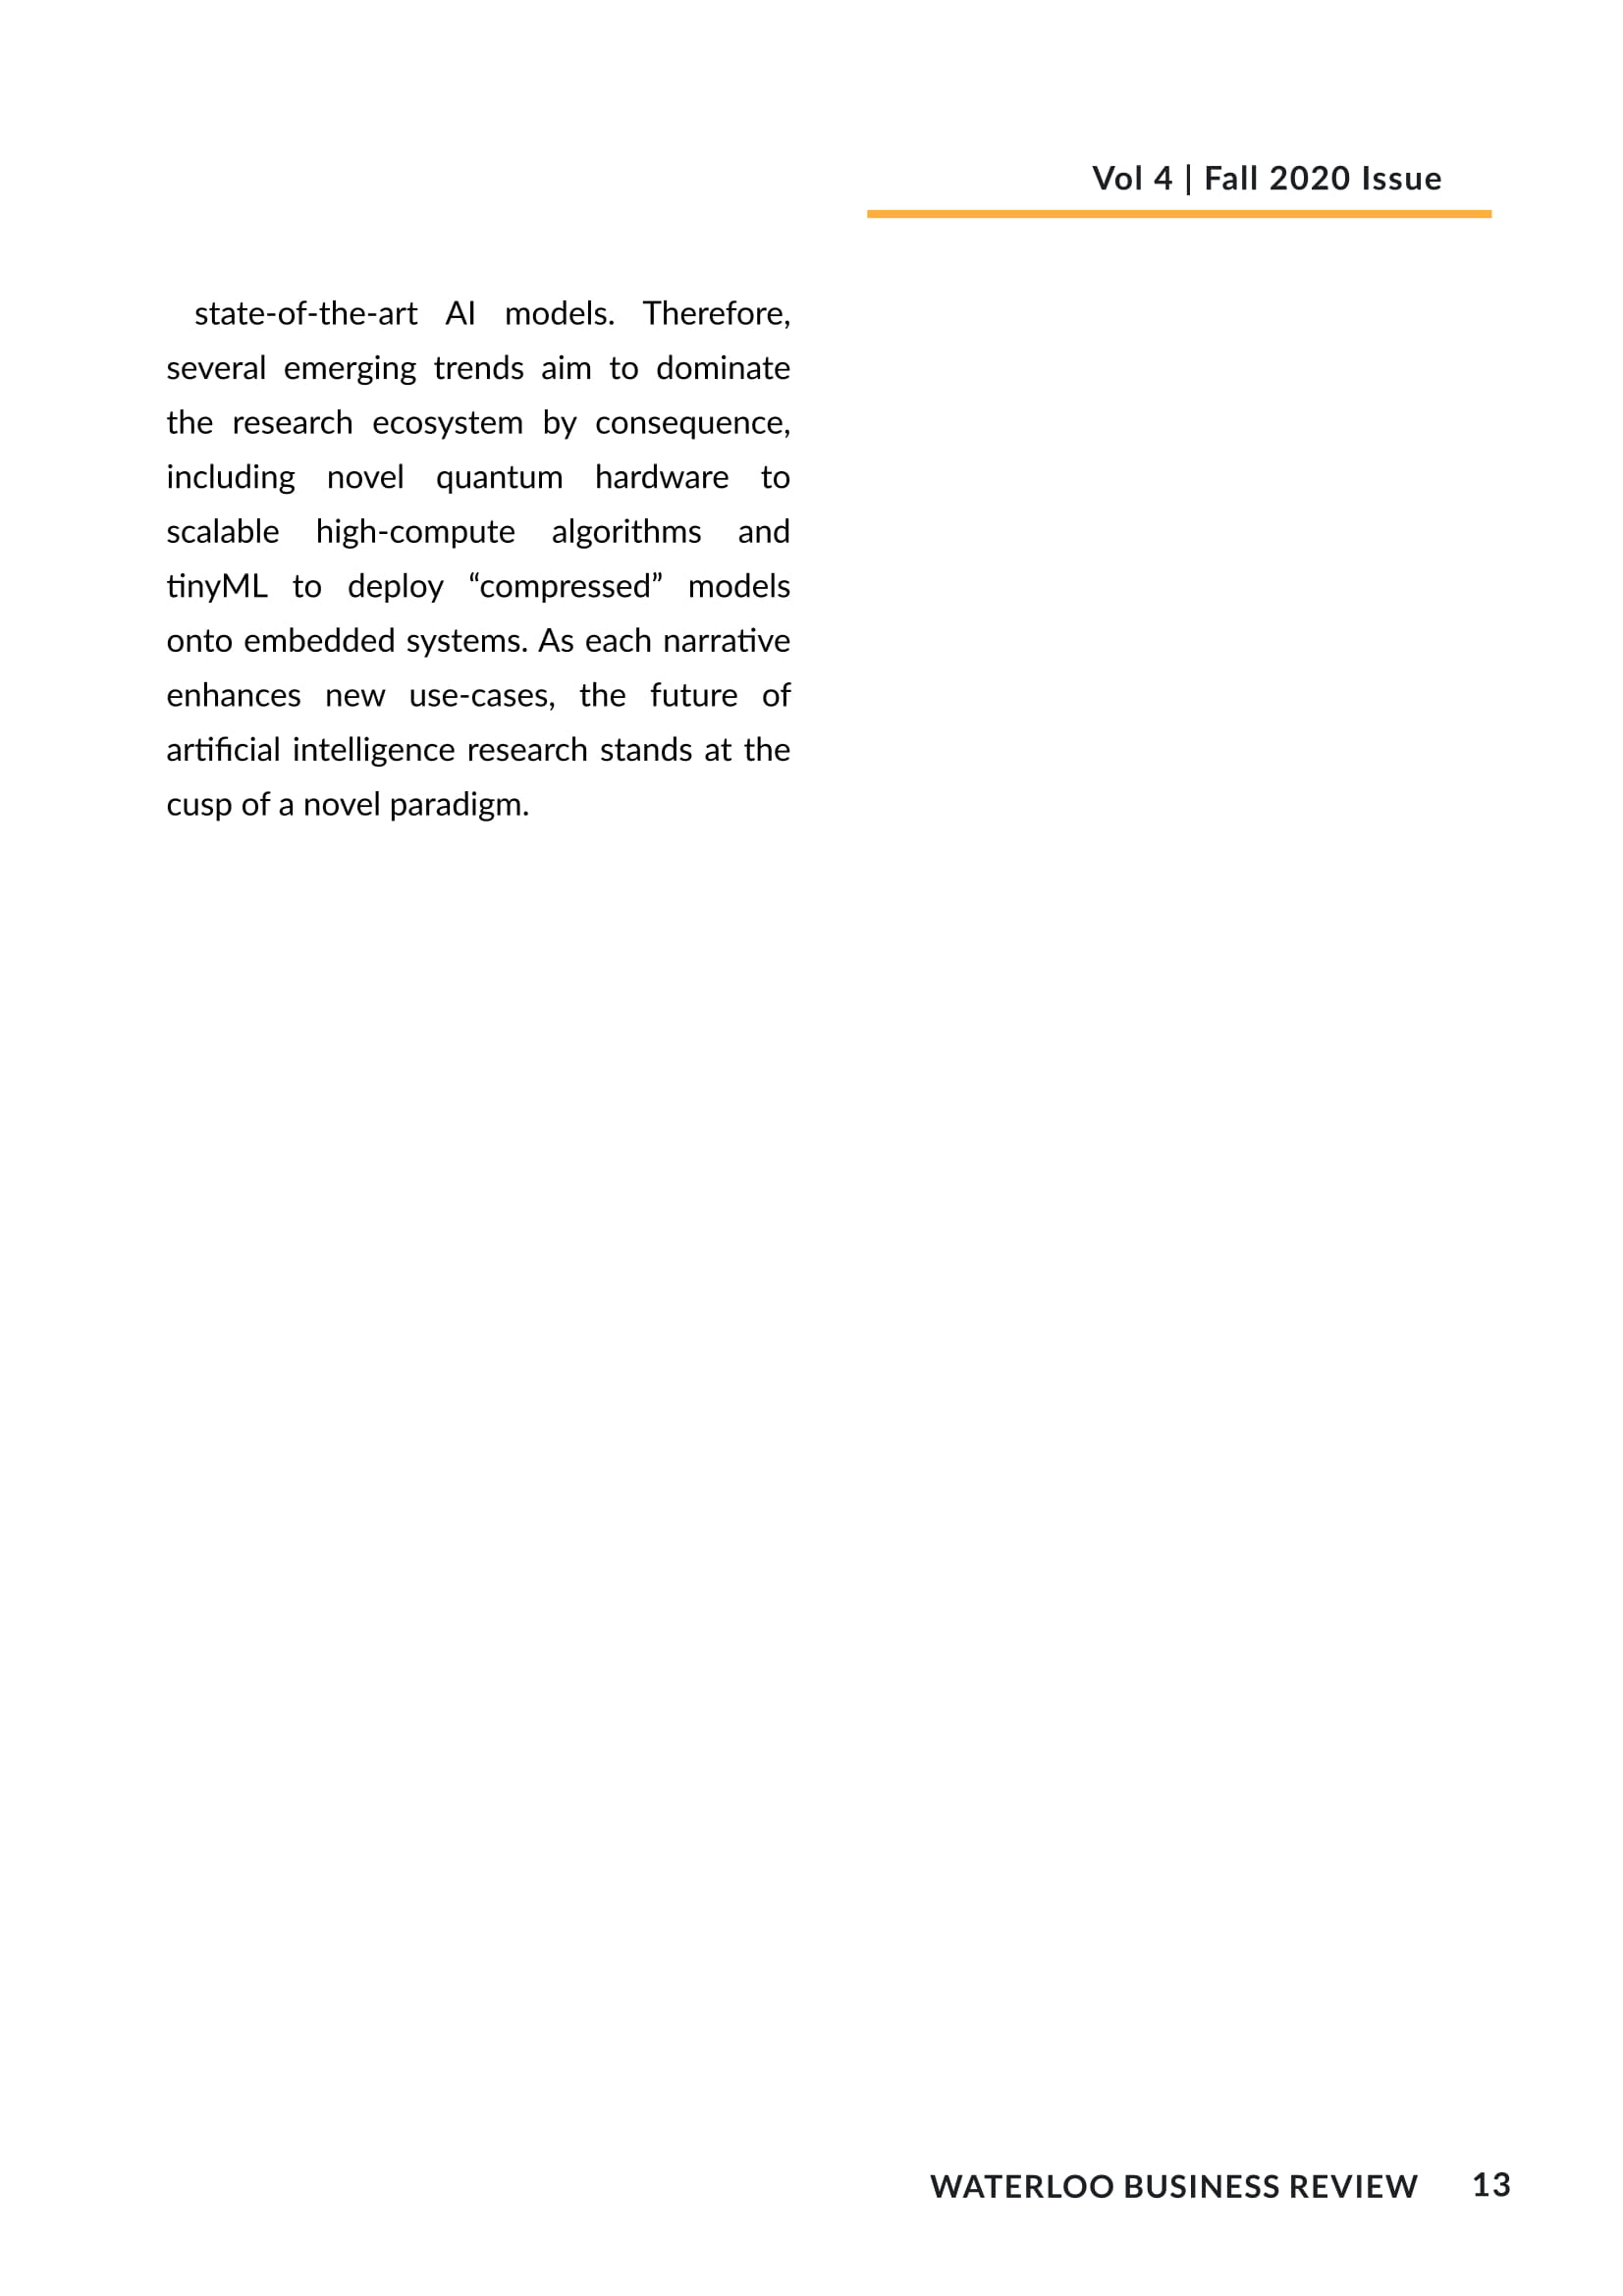 Vol 4 | Fall 2020 Issue
state-of-the-art AI models. Therefore,
several emerging trends aim to dominate
the research ecosystem by consequence,
including novel quantum hardware to
scalable high-compute algorithms and
tinyML to deploy “compressed” models
onto embedded systems. As each narrative
enhances new use-cases, the future of
artificial intelligence research stands at the
cusp of a novel paradigm.
WATERLOO BUSINESS REVIEW 13